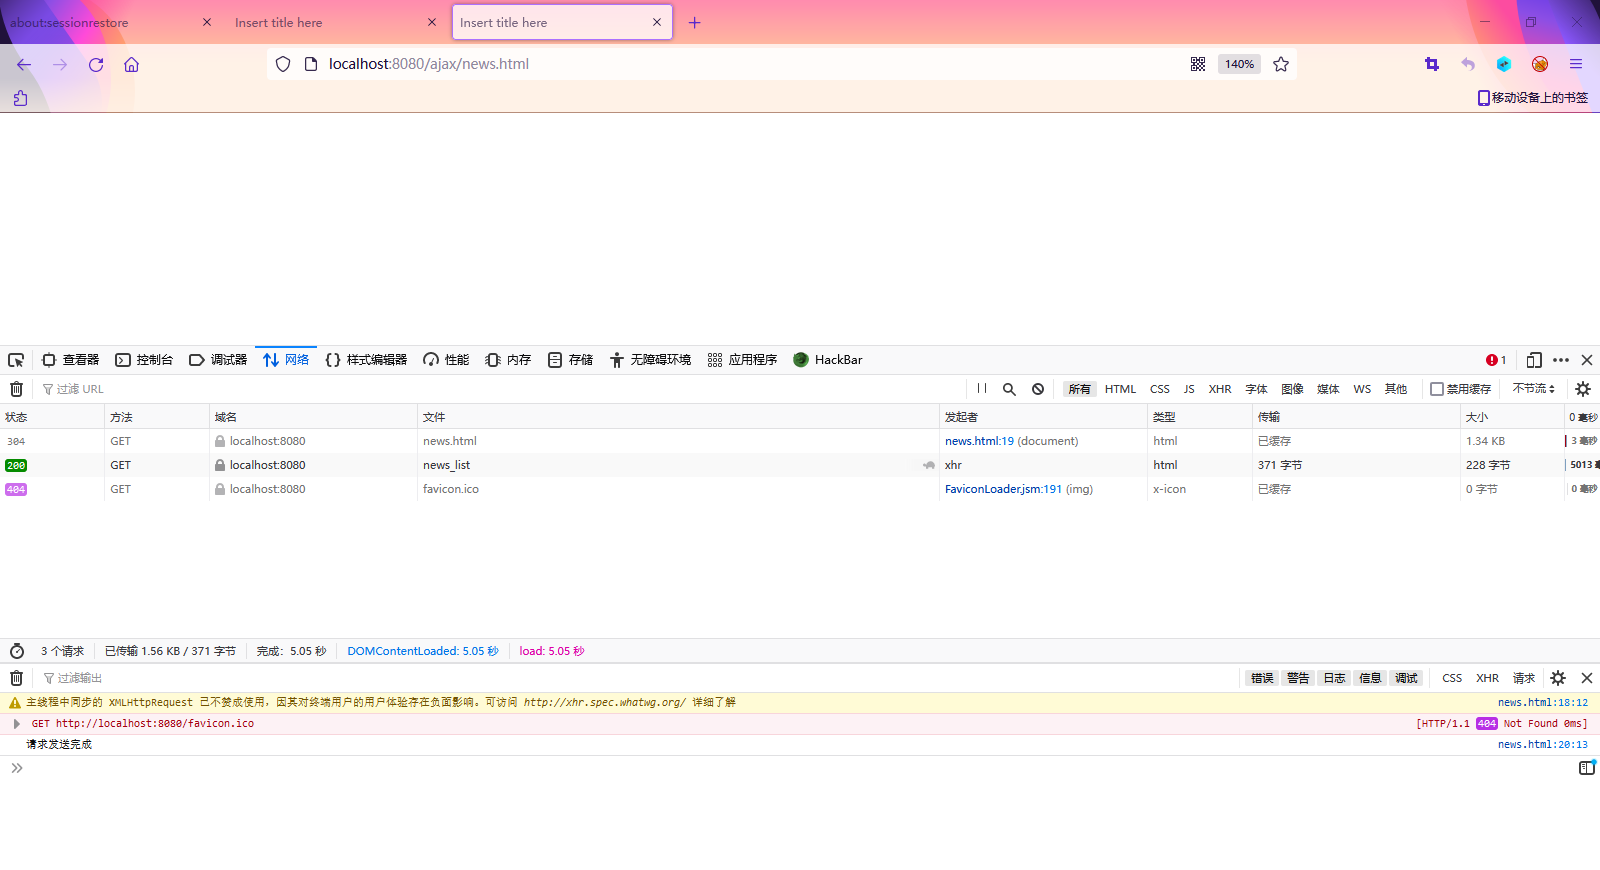 about:sessionrestore
Insert title here
Insert title here
localhost:8080/ajax/news.html
140%
移动设备上的书签
查看器 控制台 调试器 网络 样式编辑器 性能 内存 存储 无障碍环境 应用程序 HackBar 1
过滤 URL 所有 HTML CSS JS XHR 字体 图像 媒体 WS 其他 禁用缓存 不节流
状态 方法 域名 文件 发起者 类型 传输 大小 0 毫秒
304 GET localhost:8080 news.html news.html:19 (document) html 已缓存 1.34 KB 3 毫秒
200 GET localhost:8080 news_list xhr html 371 字节 228 字节 5013
404 GET localhost:8080 favicon.ico FaviconLoader.jsm:191 (img) x-icon 已缓存 0 字节 0 毫秒
3 个请求 已传输 1.56 KB / 371 字节 完成：5.05 秒 DOMContentLoaded: 5.05 秒 load: 5.05 秒
过滤输出 错误 警告 日志 信息 调试 CSS XHR 请求
主线程中同步的 XMLHttpRequest 已不赞成使用，因其对终端用户的用户体验存在负面影响。可访问 http://xhr.spec.whatwg.org/ 详细了解 news.html:18:12
GET http://localhost:8080/favicon.ico [HTTP/1.1 404 Not Found 0ms]
请求发送完成 news.html:20:13